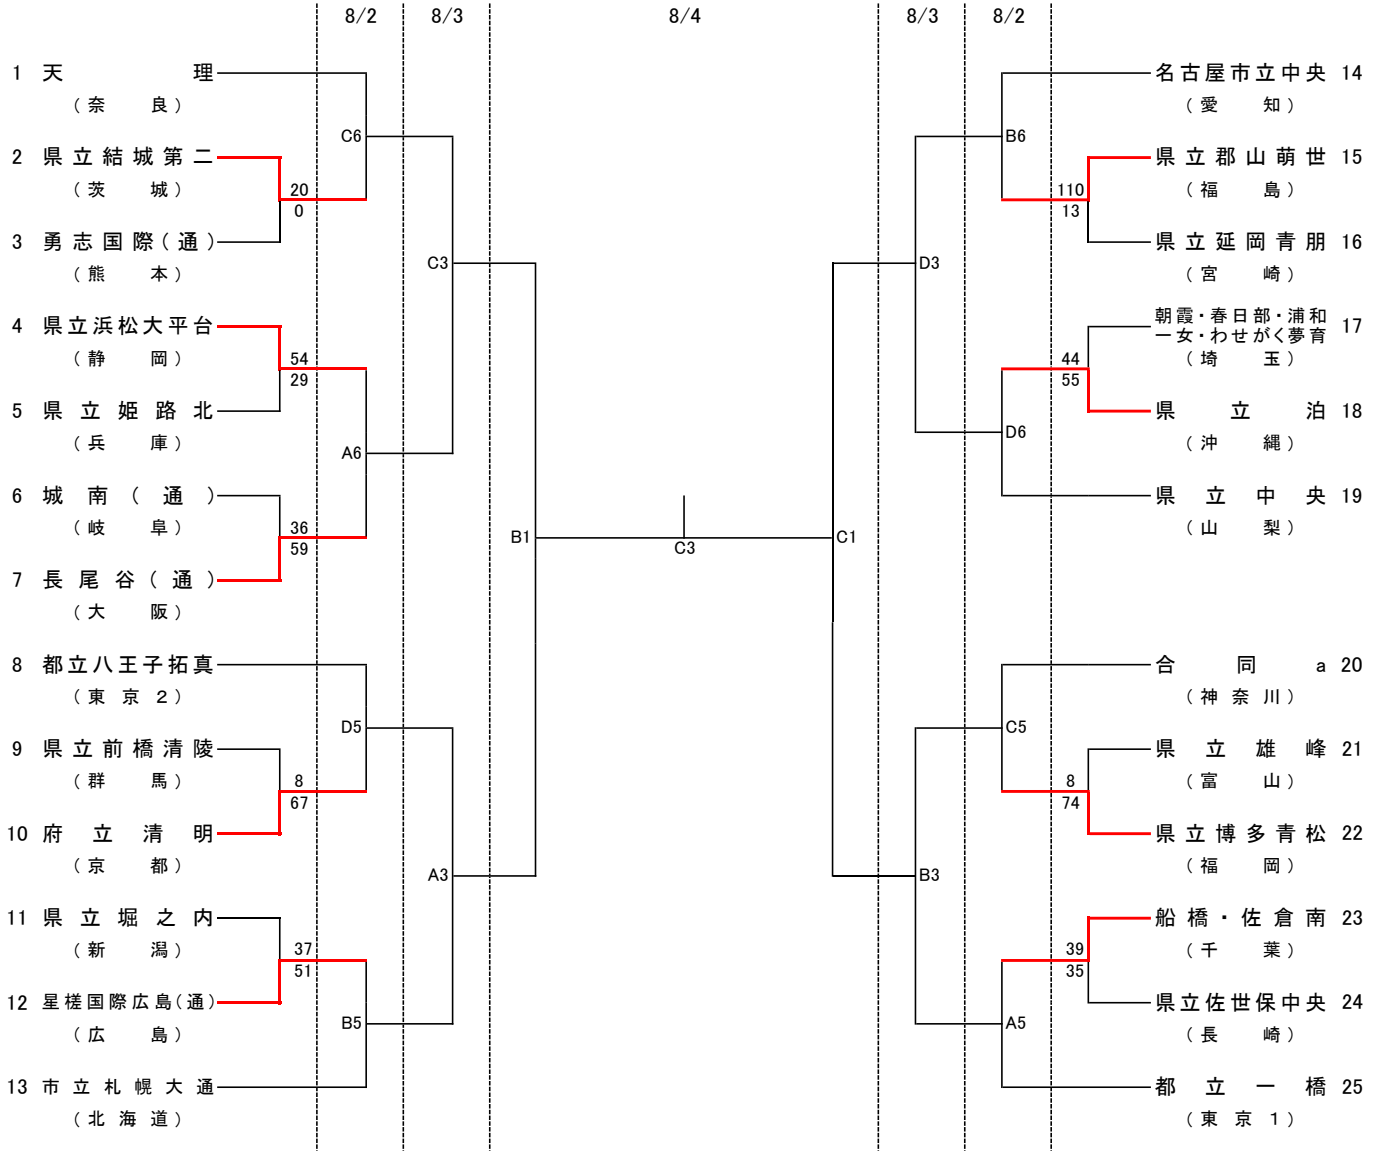 8/2 8/3 8/4 8/3 8/2
1 天理
(奈良)
C6
2 県立結城第二
(茨城)
20
0
3 勇志国際(通)
(熊本)
C3
4 県立浜松大平台
(静岡)
54
29
5 県立姫路北
(兵庫)
A6
6 城南(通)
(岐阜)
36
59
7 長尾谷(通)
(大阪)
B1
8 都立八王子拓真
(東京2)
D5
9 県立前橋清陵
(群馬)
8
67
10 府立清明
(京都)
A3
11 県立堀之内
(新潟)
37
51
12 星槎国際広島(通)
(広島)
B5
13 市立札幌大通
(北海道)
C3
名古屋市立中央 14
(愛知)
B6
県立郡山萌世 15
(福島)
110
13
県立延岡青朋 16
(宮崎)
D3
朝霞・春日部・浦和
一女・わせがく夢育 17
(埼玉)
44
55
県立泊 18
(沖縄)
D6
県立中央 19
(山梨)
C1
合同a 20
(神奈川)
C5
県立雄峰 21
(富山)
8
74
県立博多青松 22
(福岡)
B3
船橋・佐倉南 23
(千葉)
39
35
県立佐世保中央 24
(長崎)
A5
都立一橋 25
(東京1)